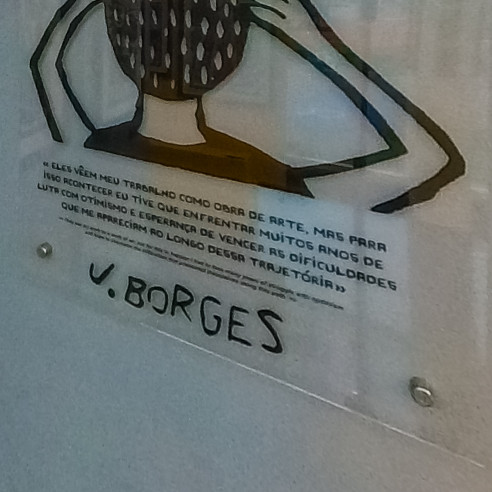 «ELES VÊEM MEU TRABALHO COMO OBRA DE ARTE, MAS PARA
ISSO ACONTECER EU TIVE QUE ENFRENTAR MUITOS ANOS DE
LUTA COM OTIMISMO E ESPERANÇA DE VENCER AS DIFICULDADES
QUE ME APARECIAM AO LONGO DESSA TRAJETÓRIA»
V.BORGES